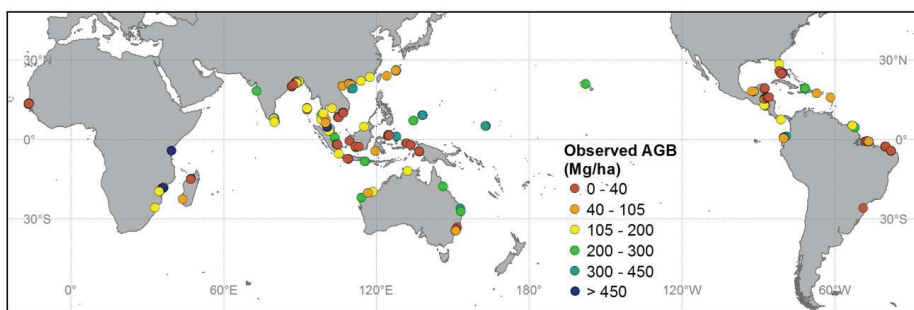 30°N
30°N
0°
0°
30°S
30°S
Observed AGB
(Mg/ha)
0 - 40
40 - 105
105 - 200
200 - 300
300 - 450
> 450
0°
60°E
120°E
180°
120°W
60°W